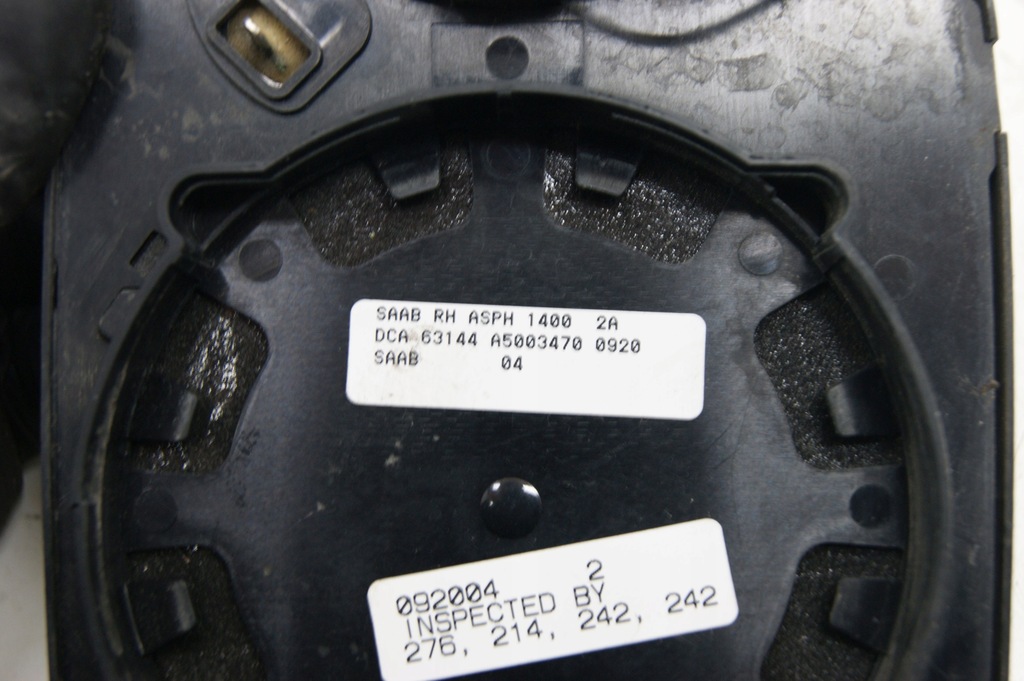 SAAB RH ASPH 1400 2A
DCA 63144 A5003470 0920
SAAB 04
092004 2
INSPECTED BY
276, 214, 242, 242